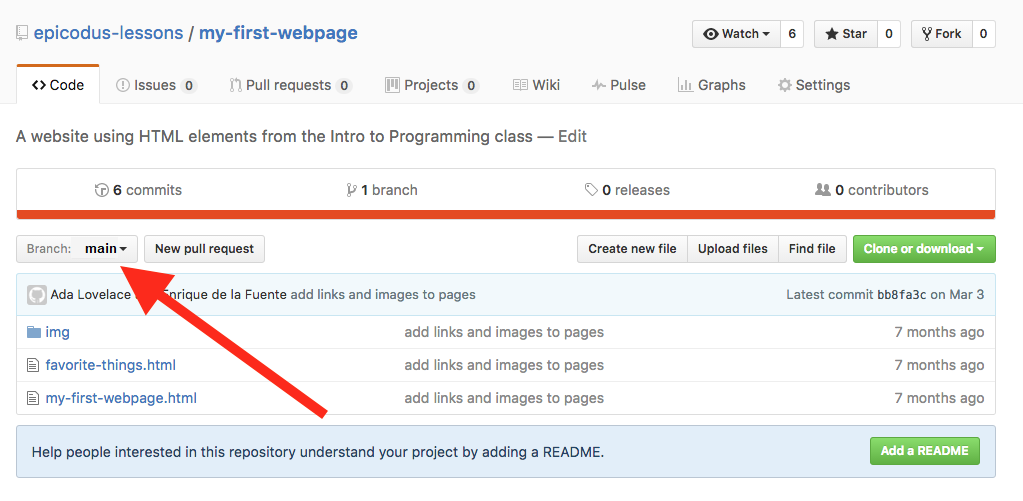 epicodus-lessons / my-first-webpage Watch 6 Star 0 Fork 0
Code Issues 0 Pull requests 0 Projects 0 Wiki Pulse Graphs Settings
A website using HTML elements from the Intro to Programming class — Edit
6 commits 1 branch 0 releases 0 contributors
Branch: main New pull request Create new file Upload files Find file Clone or download
Ada Lovelace Enrique de la Fuente add links and images to pages Latest commit bb8fa3c on Mar 3
img add links and images to pages 7 months ago
favorite-things.html add links and images to pages 7 months ago
my-first-webpage.html add links and images to pages 7 months ago
Help people interested in this repository understand your project by adding a README. Add a README